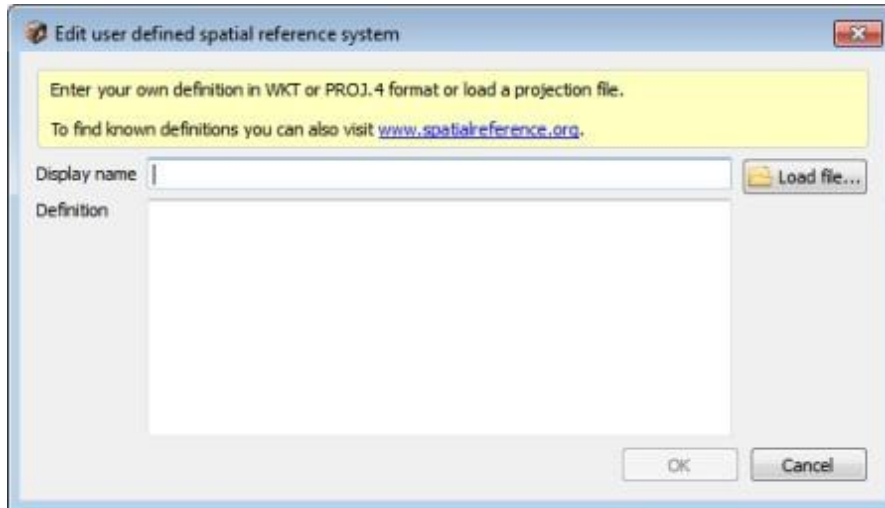 Edit user defined spatial reference system
Enter your own definition in WKT or PROJ.4 format or load a projection file.
To find known definitions you can also visit www.spatialreference.org.
Display name
Load file...
Definition
OK
Cancel